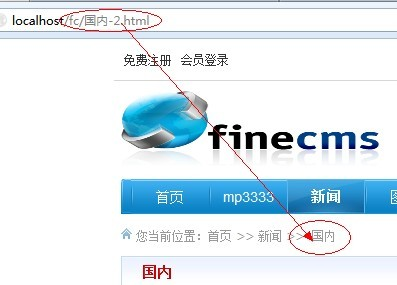 localhost/fc/国内-2.html
免费注册 会员登录
finecms
首页 mp3333 新闻
您当前位置：首页 >> 新闻 >> 国内
国内